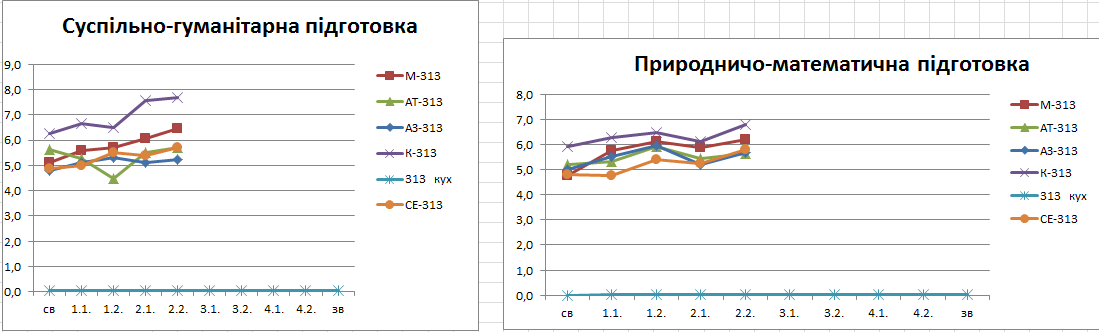 Суспільно-гуманітарна підготовка
9,0
8,0
7,0
6,0
5,0
4,0
3,0
2,0
1,0
0,0
св 1.1. 1.2. 2.1. 2.2. 3.1. 3.2. 4.1. 4.2. зв
М-313
АТ-313
АЗ-313
К-313
313 кух
СЕ-313
Природничо-математична підготовка
8,0
7,0
6,0
5,0
4,0
3,0
2,0
1,0
0,0
св 1.1. 1.2. 2.1. 2.2. 3.1. 3.2. 4.1. 4.2. зв
М-313
АТ-313
АЗ-313
К-313
313 кух
СЕ-313